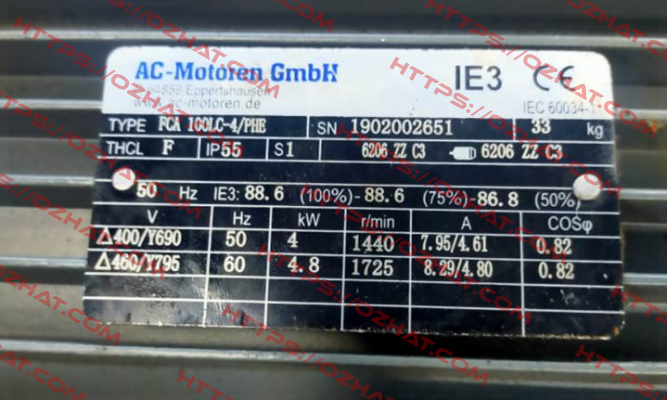 AC-Motoren GmbH IE3 CE
Eppertshausen
www.ac-motoren.de IEC 60034-1
TYPE FCA 100LC-4/PHE SN 1902002651 33 kg
THCL F IP55 S1 6206 ZZ C3 6206 ZZ C3
50 Hz IE3: 88.6 (100%)-88.6 (75%)-86.8 (50%)
V Hz kW r/min A COSφ
Δ400/Y690 50 4 1440 7.95/4.61 0.82
Δ460/Y795 60 4.8 1725 8.29/4.80 0.82
HTTPS://OZHAT.COM